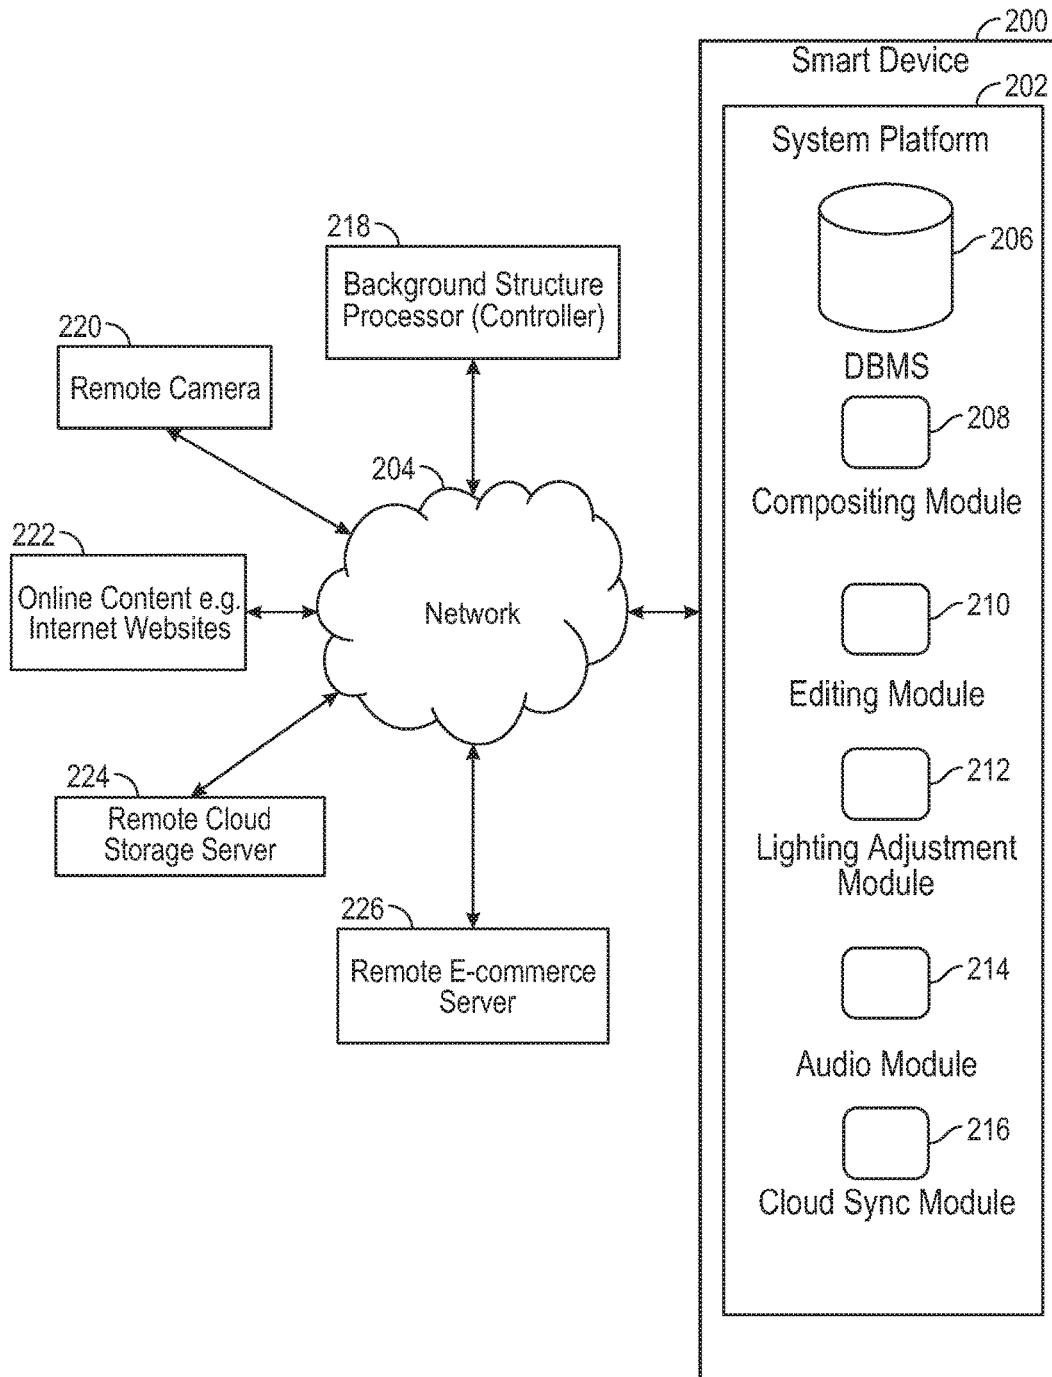 200
Smart Device
202
System Platform
206
DBMS
208
Compositing Module
210
Editing Module
212
Lighting Adjustment
Module
214
Audio Module
216
Cloud Sync Module
218
Background Structure
Processor (Controller)
220
Remote Camera
204
Network
222
Online Content e.g.
Internet Websites
224
Remote Cloud
Storage Server
226
Remote E-commerce
Server